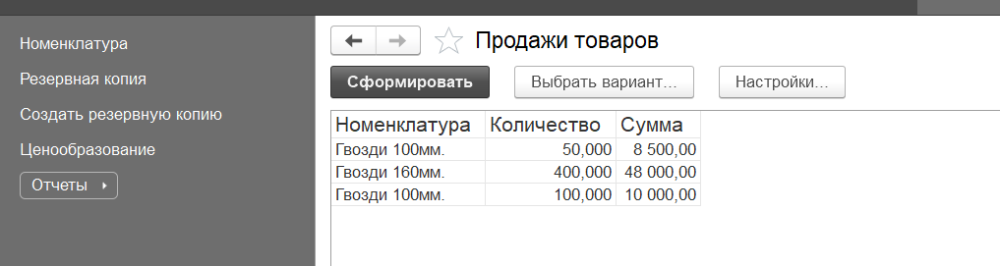 Номенклатура
Резервная копия
Создать резервную копию
Ценообразование
Отчеты
Продажи товаров
Сформировать Выбрать вариант... Настройки...
Номенклатура Количество Сумма
Гвозди 100мм. 50,000 8 500,00
Гвозди 160мм. 400,000 48 000,00
Гвозди 100мм. 100,000 10 000,00